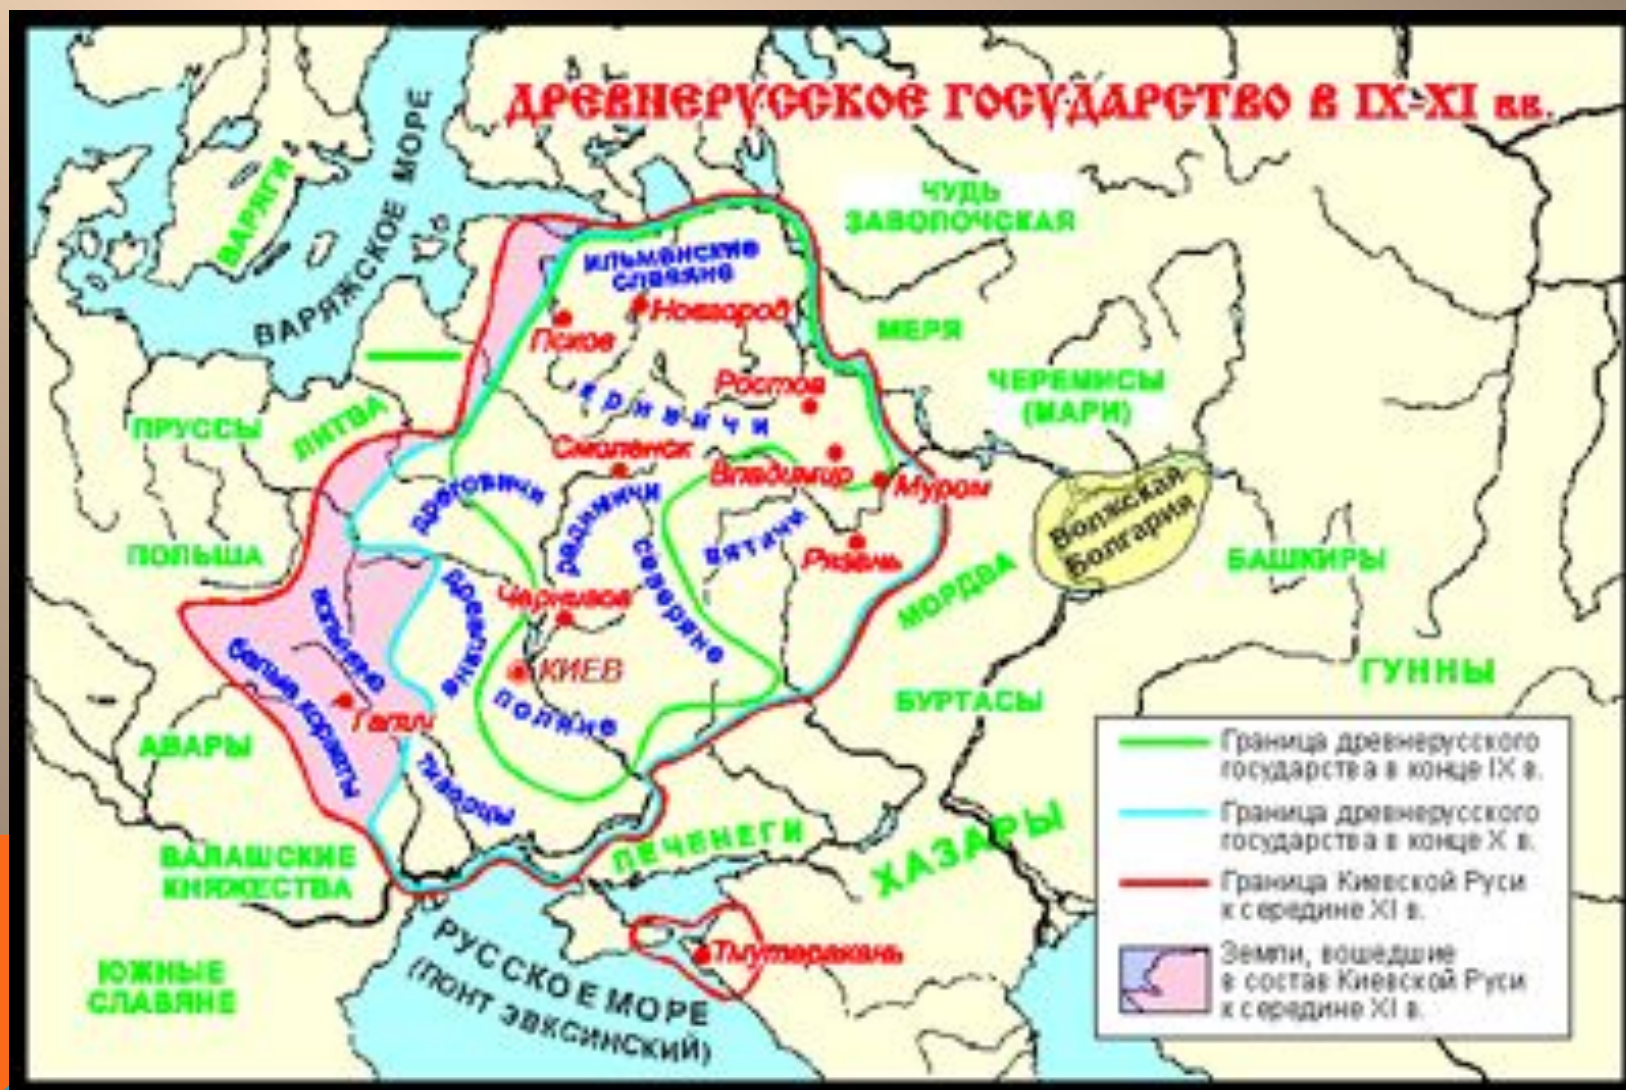 ДРЕВНЕРУССКОЕ ГОСУДАРСТВО В IX-XI вв.
ВАРЯГИ
ВАРЯЖСКОЕ МОРЕ
ЧУДЬ
ЗАВОЛОЧСКАЯ
ильменские
славяне
Новгород
Псков
МЕРЯ
Ростов
ЧЕРЕМИСЫ
(МАРИ)
кривичи
ПРУССЫ
ЛИТВА
Смоленск
Владимир
Муром
дреговичи
радимичи
вятичи
северяне
Волжская
Болгария
ПОЛЬША
Рязань
БАШКИРЫ
МОРДВА
Чернигов
древляне
волыняне
белые хорваты
КИЕВ
поляне
ГУННЫ
БУРТАСЫ
Галич
АВАРЫ
тиверцы
ПЕЧЕНЕГИ
ХАЗАРЫ
ВАЛАШСКИЕ
КНЯЖЕСТВА
Тмутаракань
РУССКОЕ МОРЕ
(ПОНТ ЭВКСИНСКИЙ)
ЮЖНЫЕ
СЛАВЯНЕ
Граница древнерусского
государства в конце IX в.
Граница древнерусского
государства в конце X в.
Граница Киевской Руси
к середине XI в.
Земли, вошедшие
в состав Киевской Руси
к середине XI в.